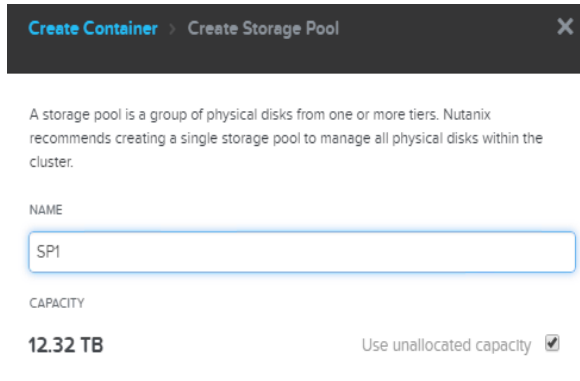 Create Container > Create Storage Pool ×
A storage pool is a group of physical disks from one or more tiers. Nutanix
recommends creating a single storage pool to manage all physical disks within the
cluster.
NAME
SP1
CAPACITY
12.32 TB Use unallocated capacity